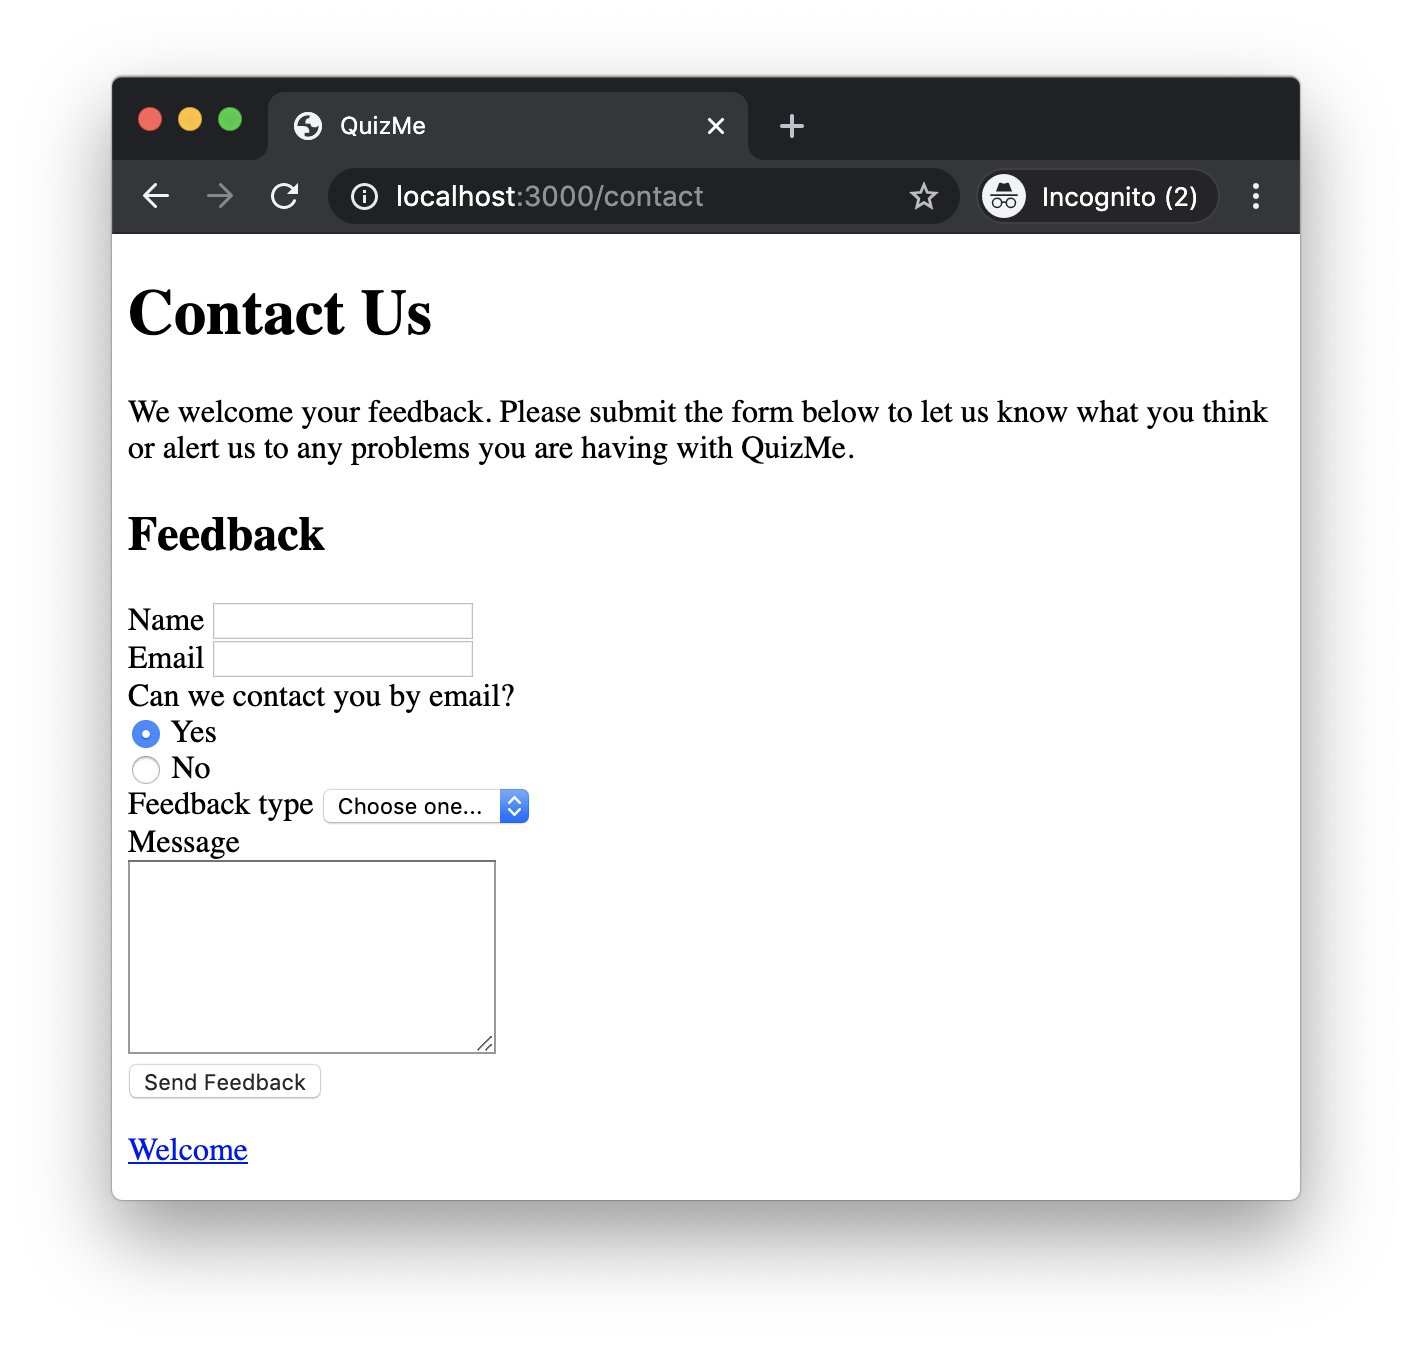 QuizMe
localhost:3000/contact
Incognito (2)
Contact Us
We welcome your feedback. Please submit the form below to let us know what you think
or alert us to any problems you are having with QuizMe.
Feedback
Name
Email
Can we contact you by email?
Yes
No
Feedback type Choose one...
Message
Send Feedback
Welcome